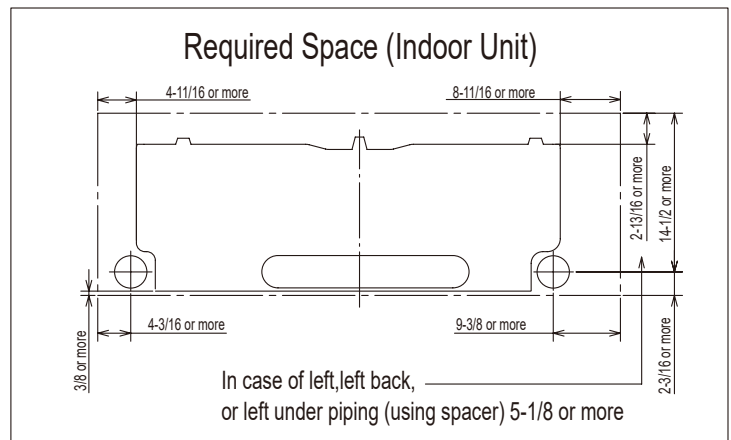 Required Space (Indoor Unit)
4-11/16 or more
8-11/16 or more
2-13/16 or more
14-1/2 or more
4-3/16 or more
9-3/8 or more
3/8 or more
2-3/16 or more
In case of left,left back,
or left under piping (using spacer) 5-1/8 or more